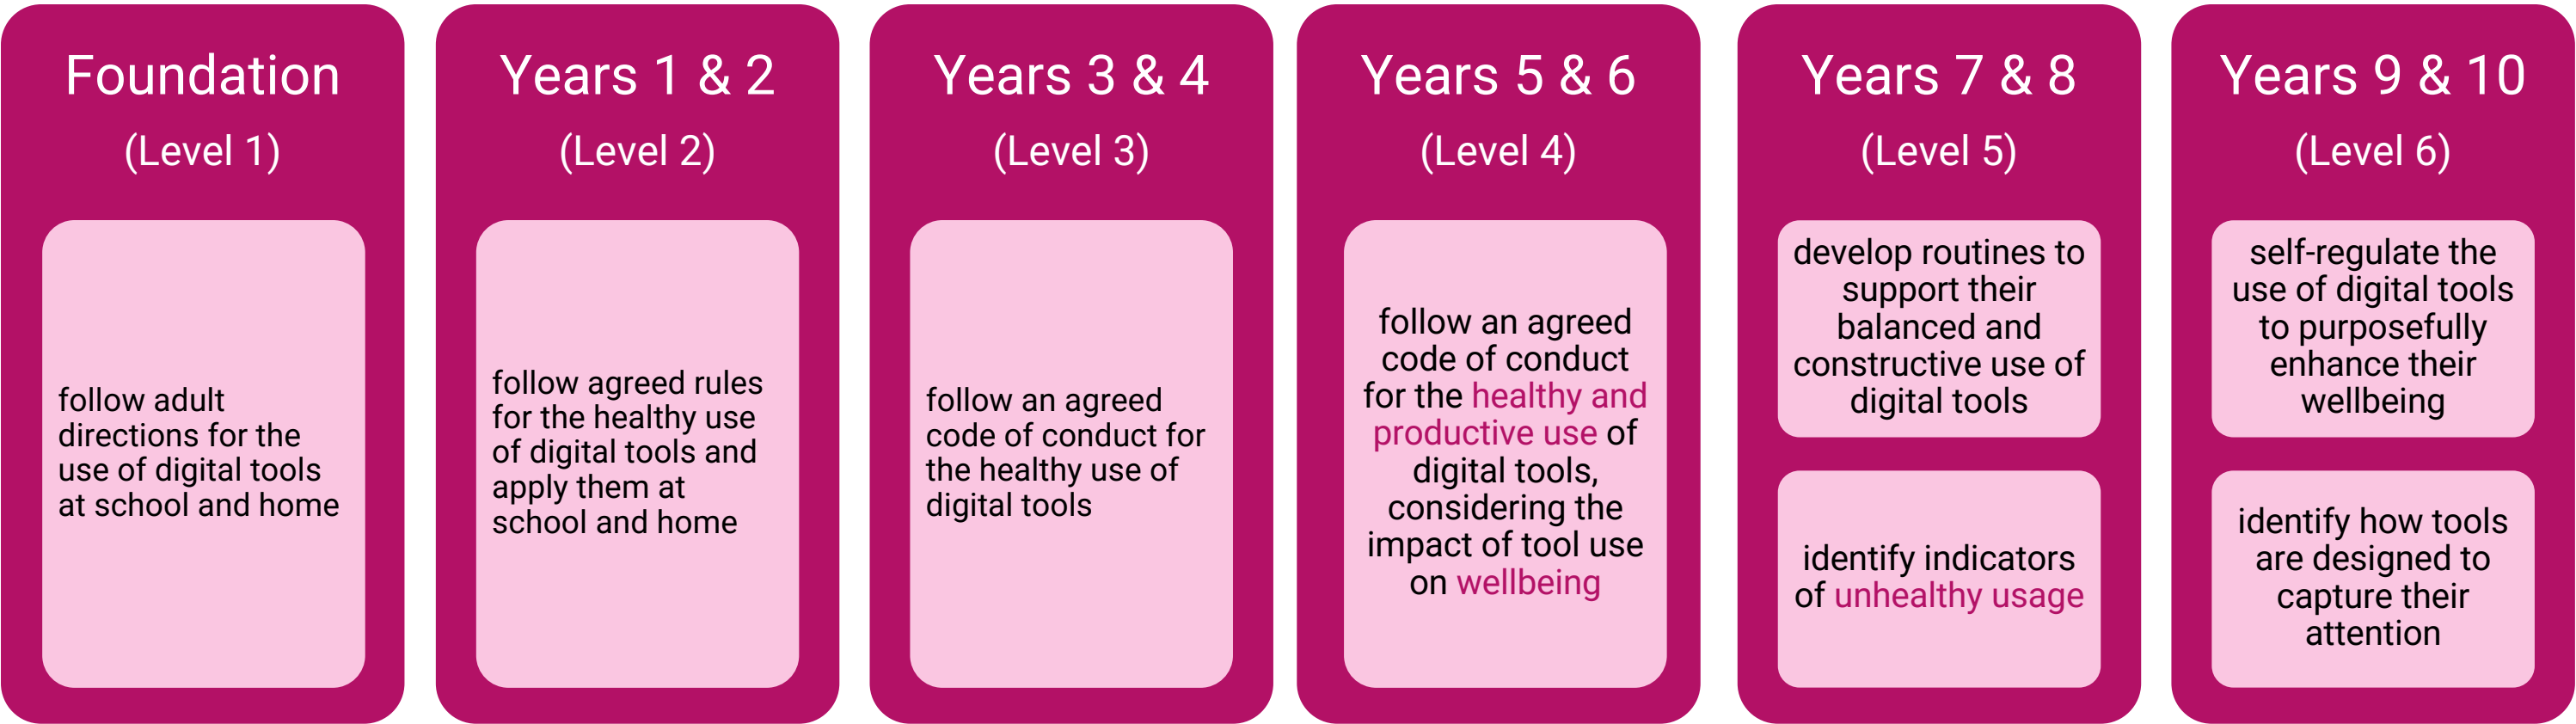 Foundation
(Level 1)
follow adult
directions for the
use of digital tools
at school and home
Years 1 & 2
(Level 2)
follow agreed rules
for the healthy use
of digital tools and
apply them at
school and home
Years 3 & 4
(Level 3)
follow an agreed
code of conduct for
the healthy use of
digital tools
Years 5 & 6
(Level 4)
follow an agreed
code of conduct
for the healthy and
productive use of
digital tools,
considering the
impact of tool use
on wellbeing
Years 7 & 8
(Level 5)
develop routines to
support their
balanced and
constructive use of
digital tools
identify indicators
of unhealthy usage
Years 9 & 10
(Level 6)
self-regulate the
use of digital tools
to purposefully
enhance their
wellbeing
identify how tools
are designed to
capture their
attention